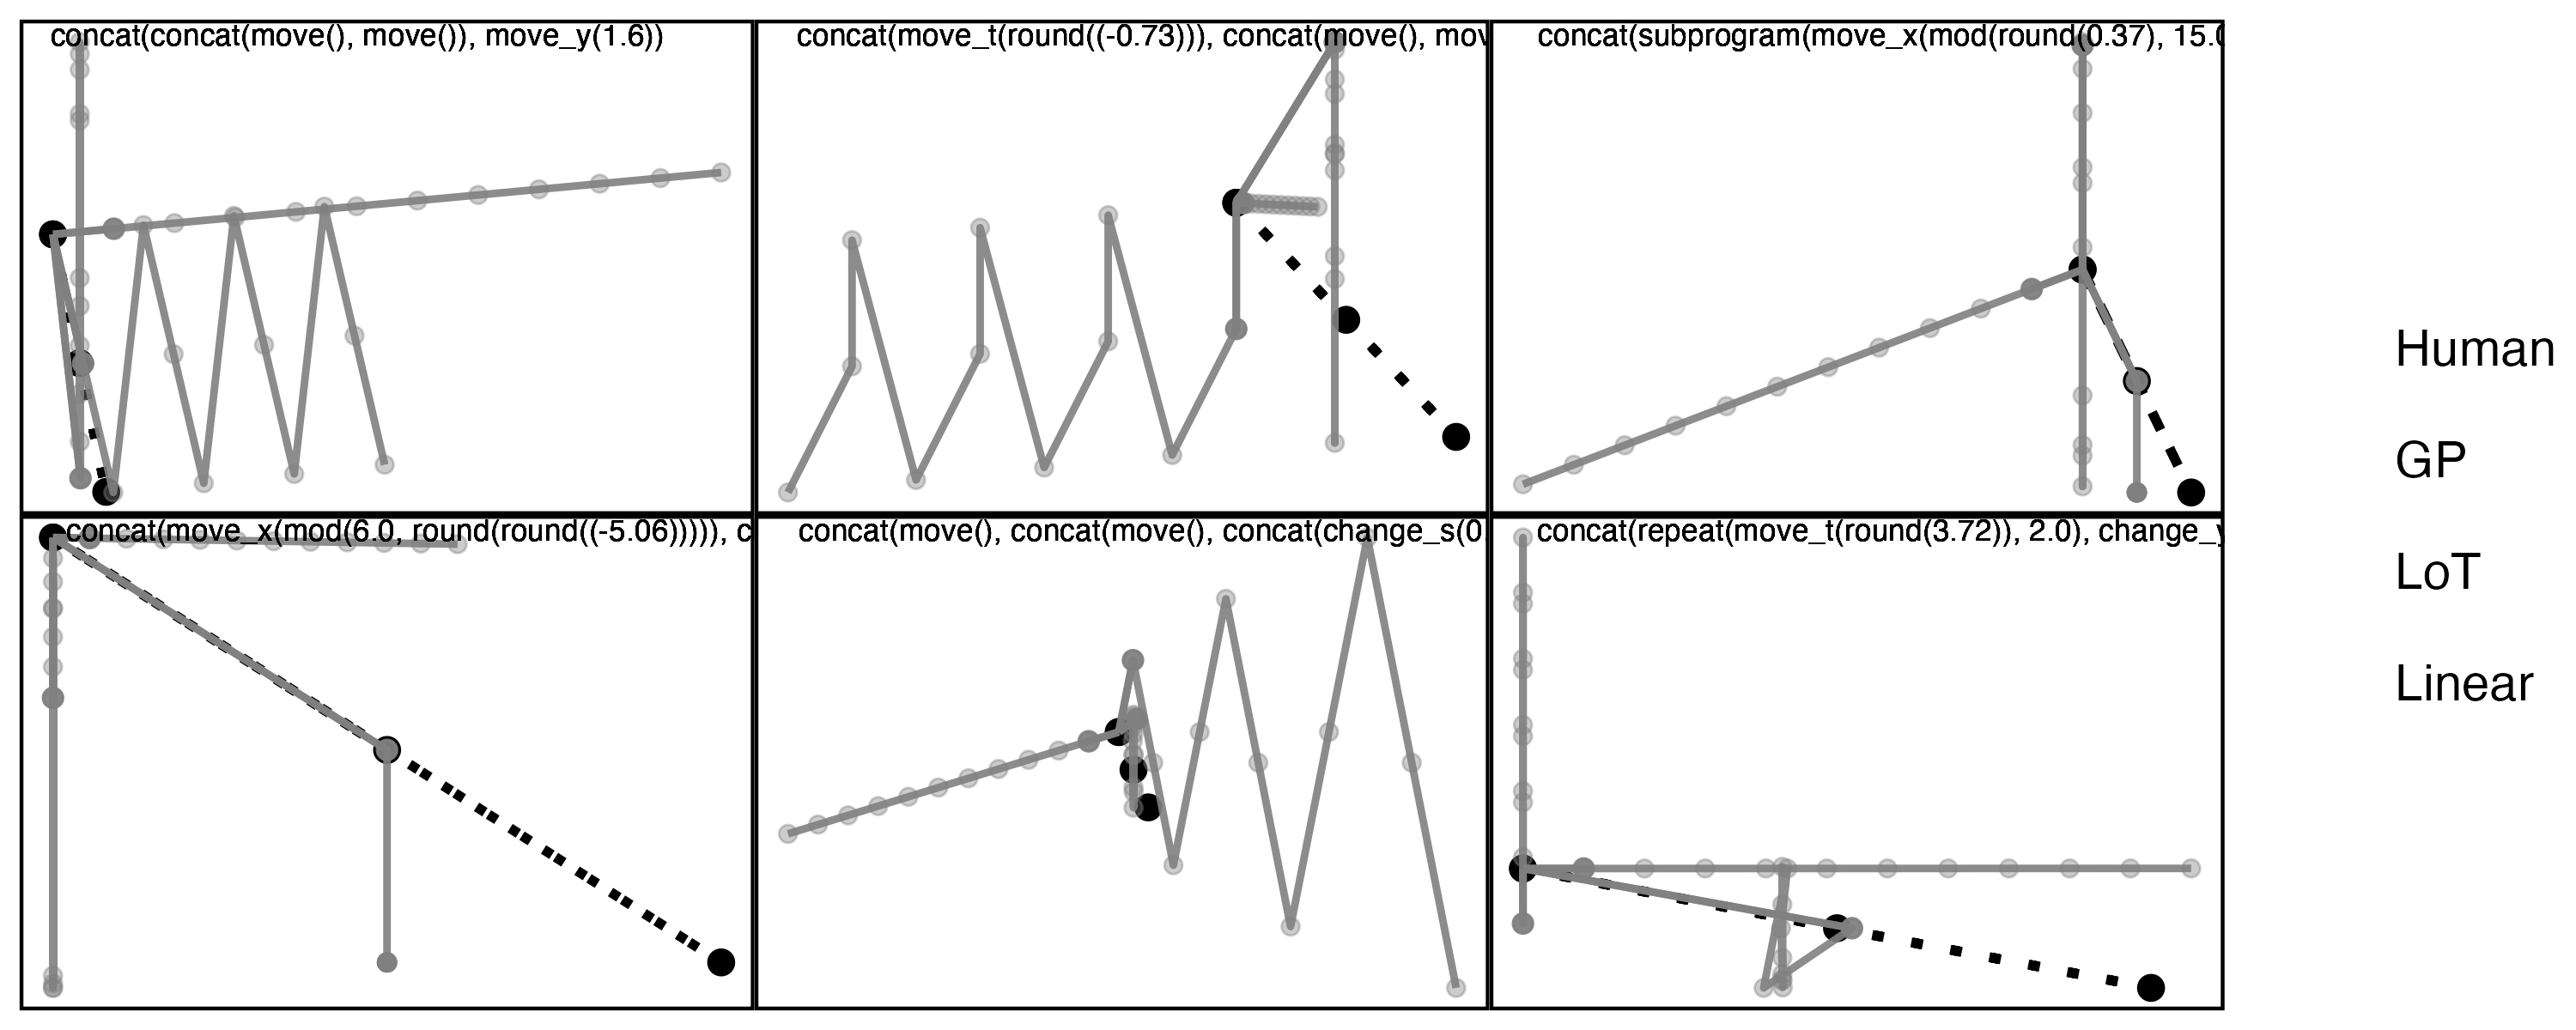 concat(concat(move(), move()), move_y(1.6))
concat(move_t(round((-0.73))), concat(move(), mov
concat(subprogram(move_x(mod(round(0.37), 15.0
concat(move_x(mod(6.0, round(round((-5.06))))), c
concat(move(), concat(move(), concat(change_s(0.
concat(repeat(move_t(round(3.72)), 2.0), change_y
Human
GP
LoT
Linear